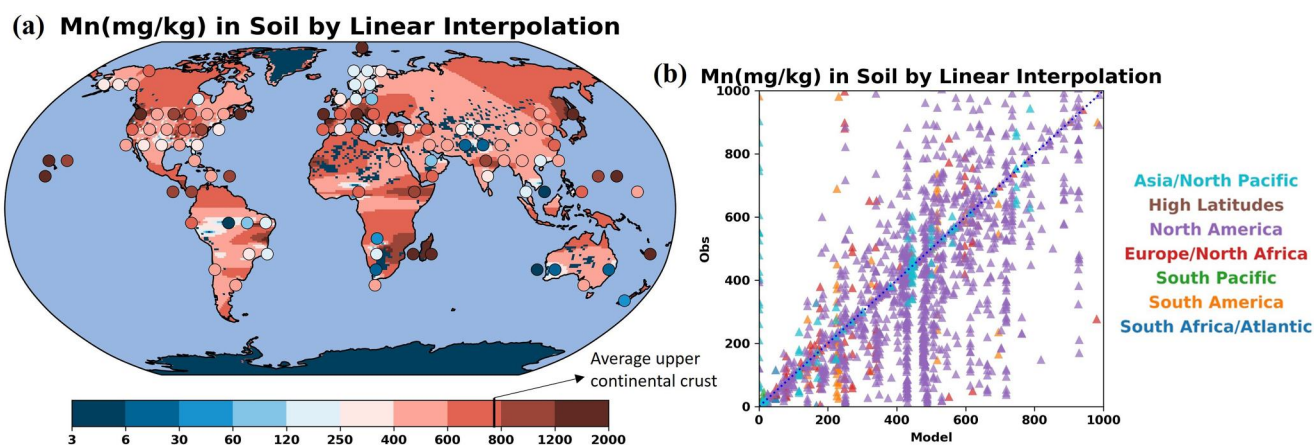 (a) Mn(mg/kg) in Soil by Linear Interpolation
Average upper
continental crust
3 6 30 60 120 250 400 600 800 1200 2000
(b) Mn(mg/kg) in Soil by Linear Interpolation
1000
800
600
400
200
0
Obs
0 200 400 600 800 1000
Model
Asia/North Pacific
High Latitudes
North America
Europe/North Africa
South Pacific
South America
South Africa/Atlantic